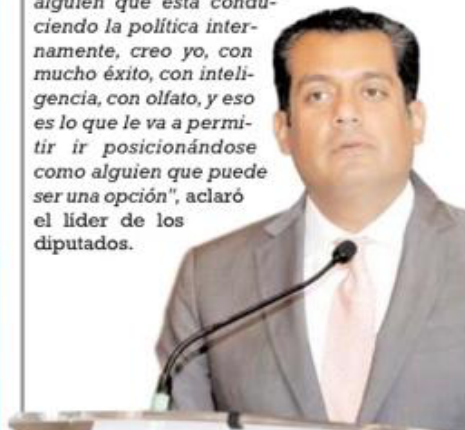 alguien que está condu-
ciendo la política inter-
namente, creo yo, con
mucho éxito, con inteli-
gencia, con olfato, y eso
es lo que le va a permi-
tir ir posicionándose
como alguien que puede
ser una opción", aclaró
el líder de los
diputados.